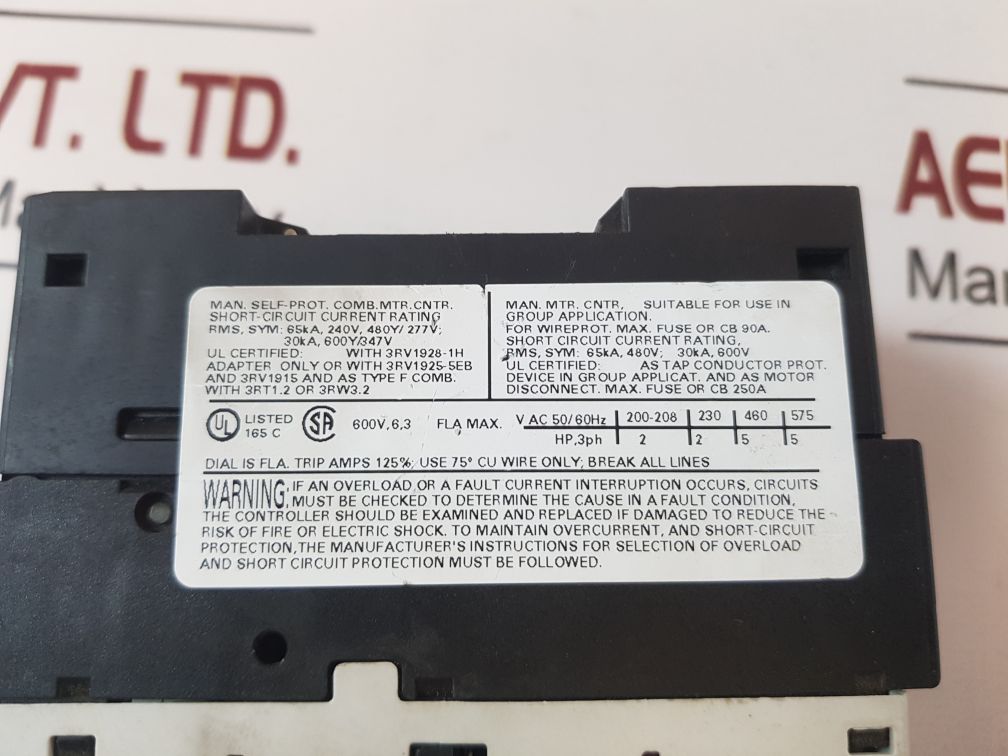 VT. LTD.
AE
Man
MAN. SELF-PROT. COMB.MTR.CNTR.
SHORT-CIRCUIT CURRENT RATING
RMS, SYM: 65kA, 240V, 480Y/277V;
30kA, 600Y/347V
UL CERTIFIED: WITH 3RV1928-1H
ADAPTER ONLY OR WITH 3RV1925-5EB
AND 3RV1915 AND AS TYPE F COMB.
WITH 3RT1.2 OR 3RW3.2
MAN. MTR. CNTR, SUITABLE FOR USE IN
GROUP APPLICATION.
FOR WIREPROT. MAX. FUSE OR CB 90A.
SHORT CIRCUIT CURRENT RATING,
RMS, SYM: 65kA, 480V; 30kA, 600V
UL CERTIFIED: AS TAP CONDUCTOR PROT.
DEVICE IN GROUP APPLICAT. AND AS MOTOR
DISCONNECT. MAX. FUSE OR CB 250A
UL LISTED 165 C
SA
600V,6,3 FLA MAX.
V AC 50/60Hz 200-208 230 460 575
HP,3ph 2 2 5 5
DIAL IS FLA. TRIP AMPS 125%; USE 75° CU WIRE ONLY; BREAK ALL LINES
WARNING: IF AN OVERLOAD OR A FAULT CURRENT INTERRUPTION OCCURS, CIRCUITS
MUST BE CHECKED TO DETERMINE THE CAUSE IN A FAULT CONDITION,
THE CONTROLLER SHOULD BE EXAMINED AND REPLACED IF DAMAGED TO REDUCE THE
RISK OF FIRE OR ELECTRIC SHOCK. TO MAINTAIN OVERCURRENT, AND SHORT-CIRCUIT
PROTECTION, THE MANUFACTURER'S INSTRUCTIONS FOR SELECTION OF OVERLOAD
AND SHORT CIRCUIT PROTECTION MUST BE FOLLOWED.